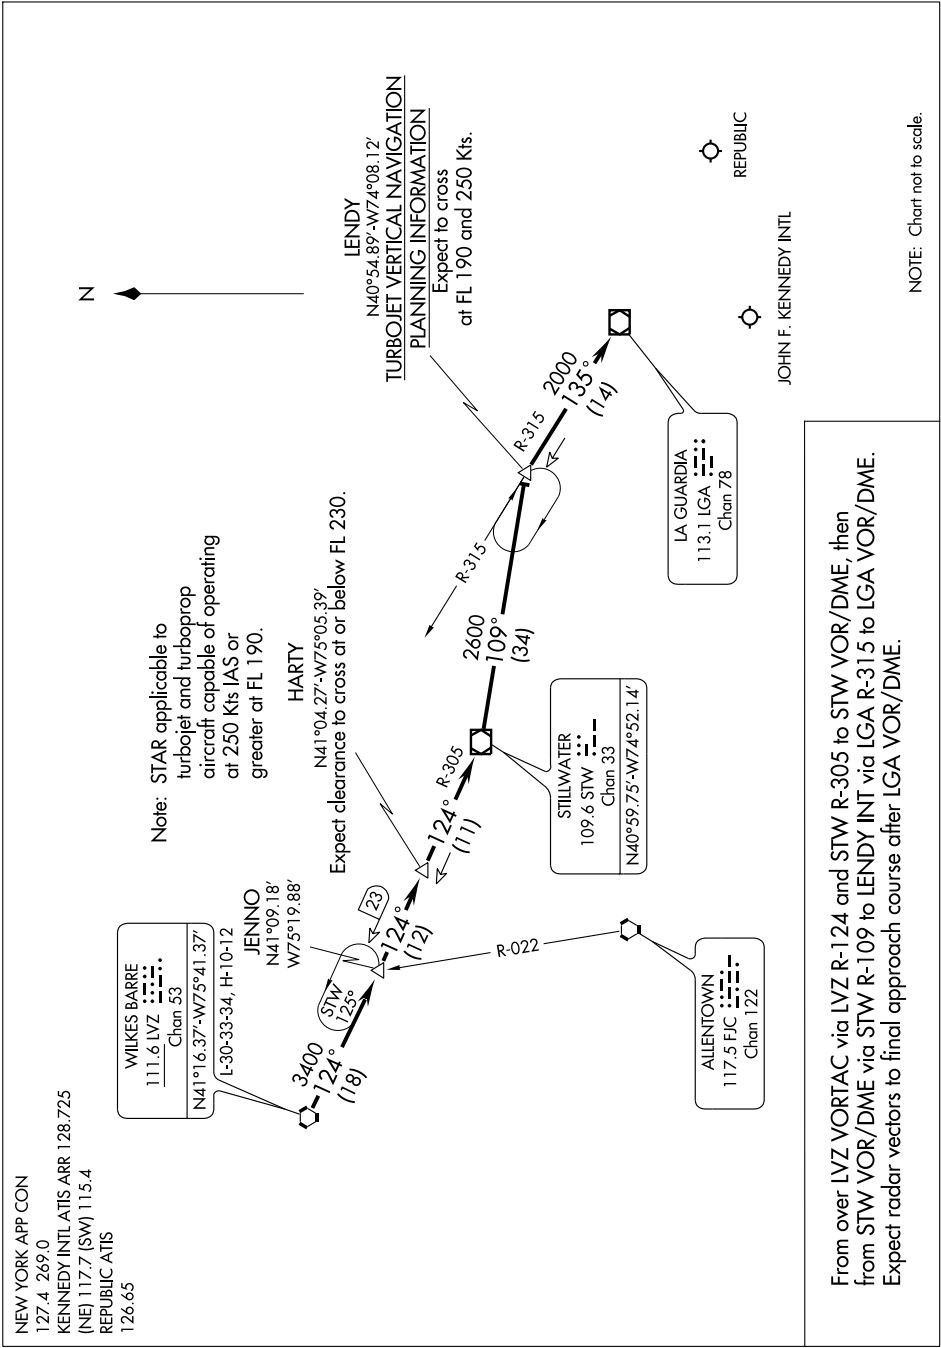 NEW YORK APP CON
127.4 269.0
KENNEDY INTL ATIS ARR 128.725
(NE) 117.7 (SW) 115.4
REPUBLIC ATIS
126.65
N
Note: STAR applicable to
turbojet and turboprop
aircraft capable of operating
at 250 Kts IAS or
greater at FL 190.
WILKES BARRE
111.6 LVZ
Chan 53
N41°16.37'-W75°41.37'
L-30-33-34, H-10-12
JENNO
N41°09.18'
W75°19.88'
HARTY
N41°04.27'-W75°05.39'
Expect clearance to cross at or below FL 230.
LENDY
N40°54.89'-W74°08.12'
TURBOJET VERTICAL NAVIGATION
PLANNING INFORMATION
Expect to cross
at FL 190 and 250 Kts.
3400
124°
(18)
STW
125°
23
124°
(12)
124°
(11)
R-305
2600
109°
(34)
R-315
R-315
2000
135°
(14)
R-022
STILLWATER
109.6 STW
Chan 33
N40°59.75'-W74°52.14'
ALLENTOWN
117.5 FJC
Chan 122
LA GUARDIA
113.1 LGA
Chan 78
JOHN F. KENNEDY INTL
REPUBLIC
NOTE: Chart not to scale.
From over LVZ VORTAC via LVZ R-124 and STW R-305 to STW VOR/DME, then
from STW VOR/DME via STW R-109 to LENDY INT via LGA R-315 to LGA VOR/DME.
Expect radar vectors to final approach course after LGA VOR/DME.